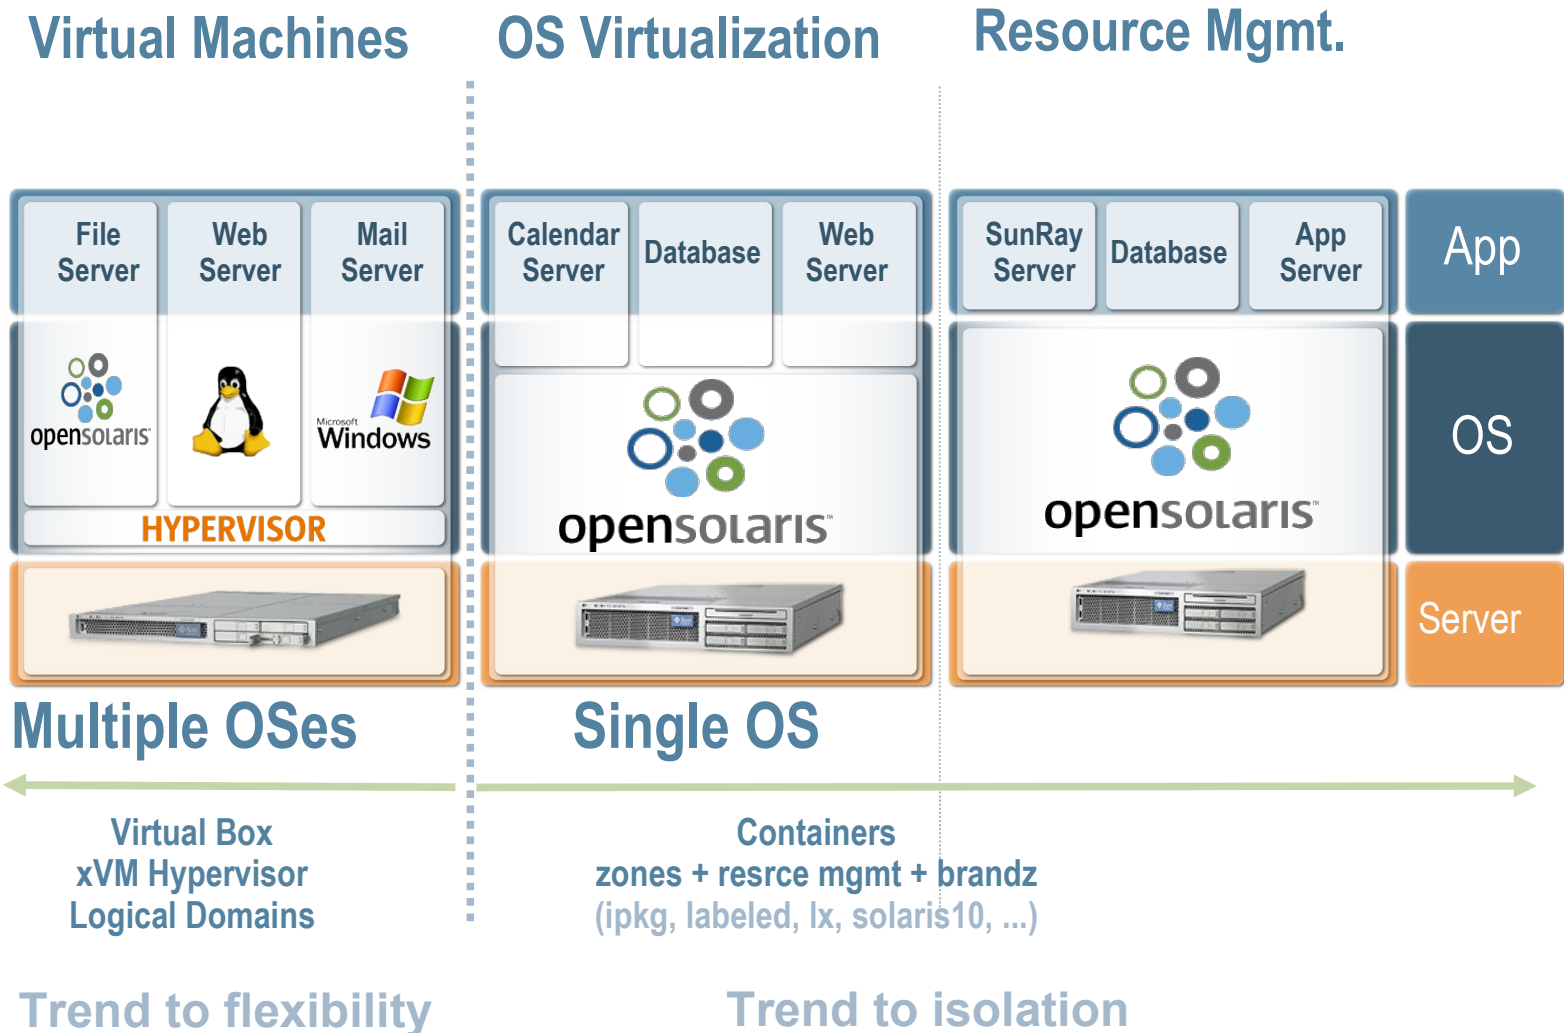 Virtual Machines
OS Virtualization
Resource Mgmt.
File
Server
Web
Server
Mail
Server
Calendar
Server
Database
Web
Server
SunRay
Server
Database
App
Server
App
opensolaris
Microsoft
Windows
HYPERVISOR
opensolaris™
opensolaris™
OS
Server
Multiple OSes
Single OS
Virtual Box
xVM Hypervisor
Logical Domains
Containers
zones + resrce mgmt + brandz
(ipkg, labeled, lx, solaris10, ...)
Trend to flexibility
Trend to isolation